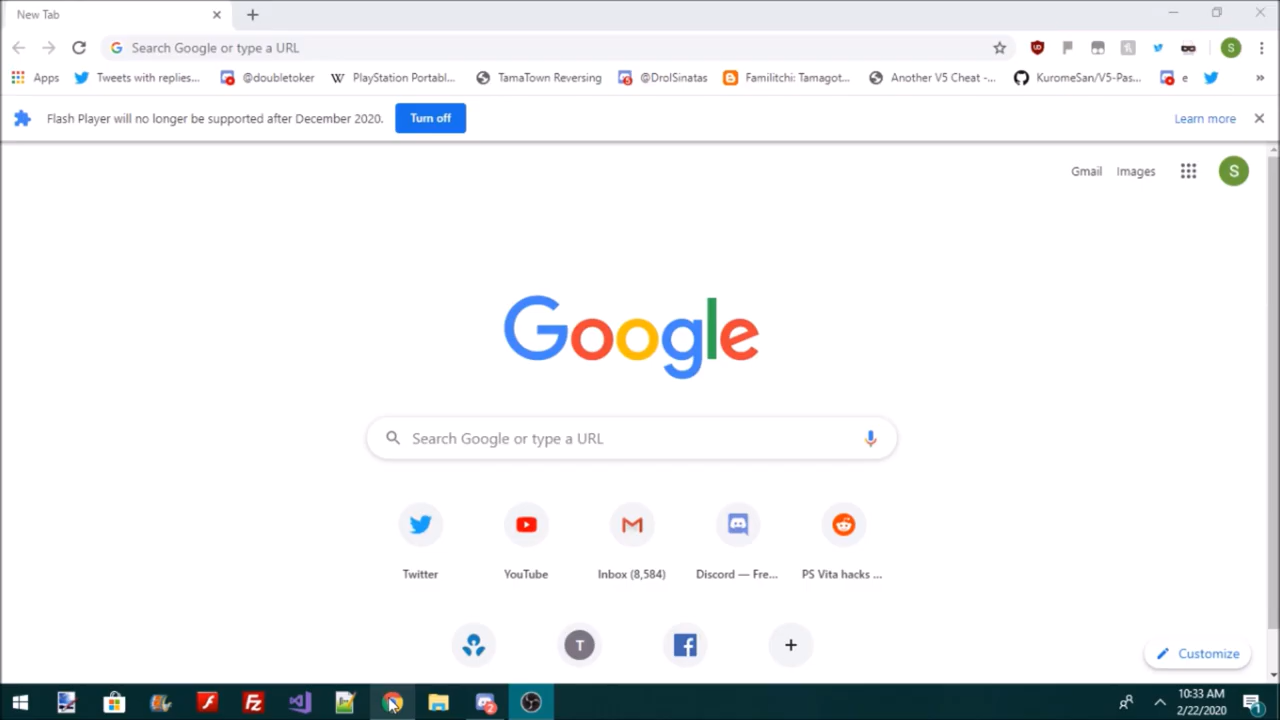 New Tab
Search Google or type a URL
S
Apps
Tweets with replies...
@doubletoker
W
PlayStation Portabl...
TamaTown Reversing
@DrolSinatas
Familitchi: Tamagot...
Another V5 Cheat -...
KuromeSan/V5-Pas...
e
»
Flash Player will no longer be supported after December 2020.
Turn off
Learn more
Gmail
Images
S
Google
Search Google or type a URL
Twitter
YouTube
Inbox (8,584)
Discord — Fre...
PS Vita hacks ...
T
Customize
10:33 AM
2/22/2020
1